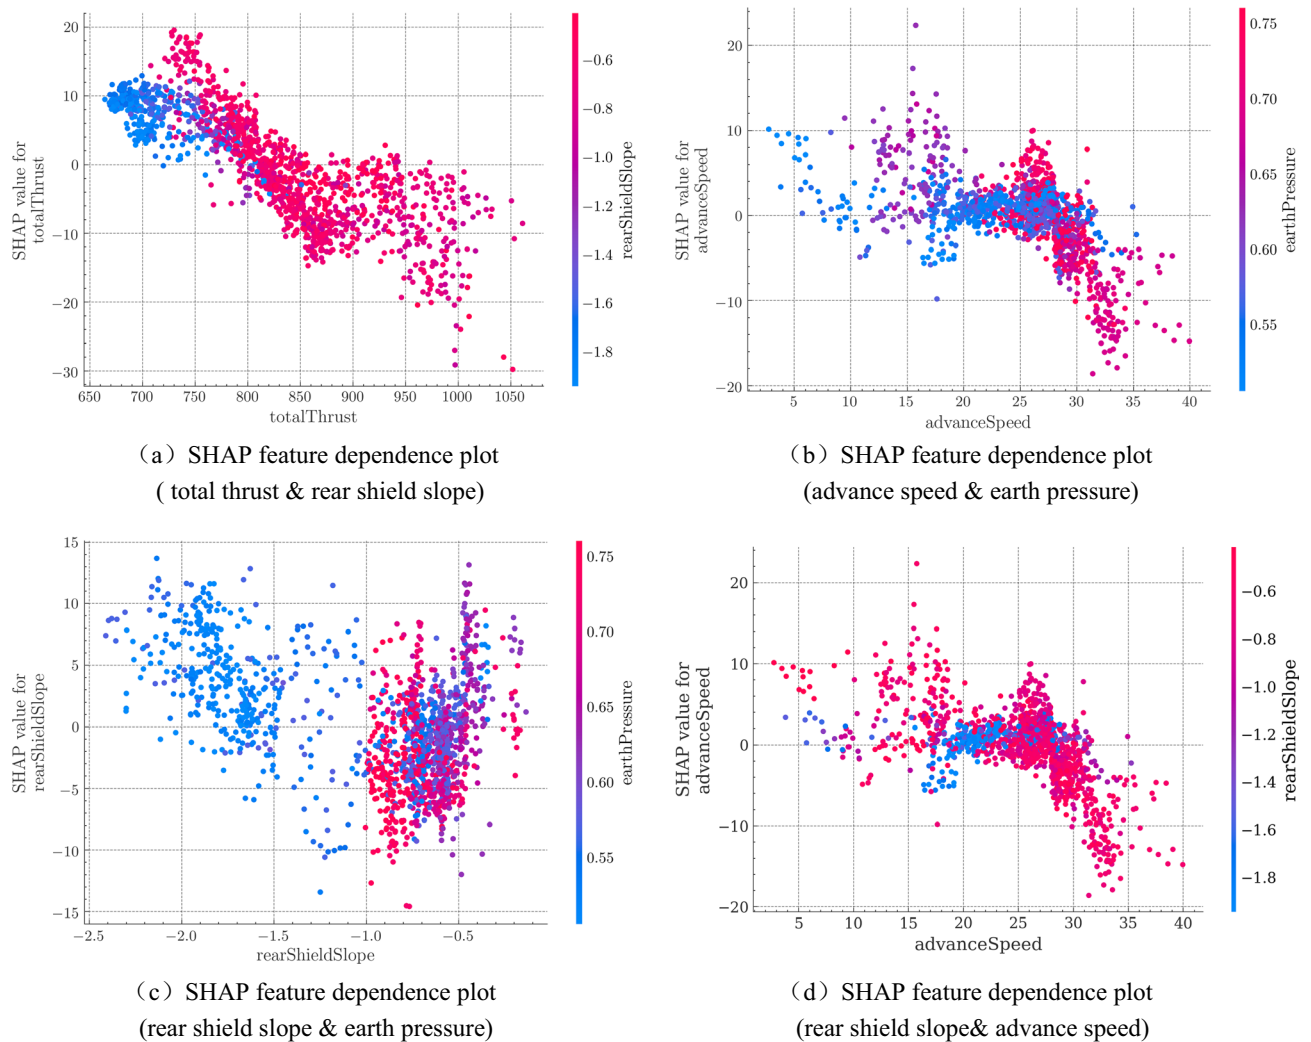 20
10
0
−10
−20
−30
SHAP value for
totalThrust
650 700 750 800 850 900 950 1000 1050
totalThrust
−0.6
−0.8
−1.0
−1.2
−1.4
−1.6
−1.8
rearShieldSlope
（a）SHAP feature dependence plot
( total thrust & rear shield slope)
20
10
0
−10
−20
SHAP value for
advanceSpeed
5 10 15 20 25 30 35 40
advanceSpeed
0.75
0.70
0.65
0.60
0.55
earthPressure
（b）SHAP feature dependence plot
(advance speed & earth pressure)
15
10
5
0
−5
−10
−15
SHAP value for
rearShieldSlope
−2.5 −2.0 −1.5 −1.0 −0.5
rearShieldSlope
0.75
0.70
0.65
0.60
0.55
earthPressure
（c）SHAP feature dependence plot
(rear shield slope & earth pressure)
20
10
0
−10
−20
SHAP value for
advanceSpeed
5 10 15 20 25 30 35 40
advanceSpeed
−0.6
−0.8
−1.0
−1.2
−1.4
−1.6
−1.8
rearShieldSlope
（d）SHAP feature dependence plot
(rear shield slope& advance speed)